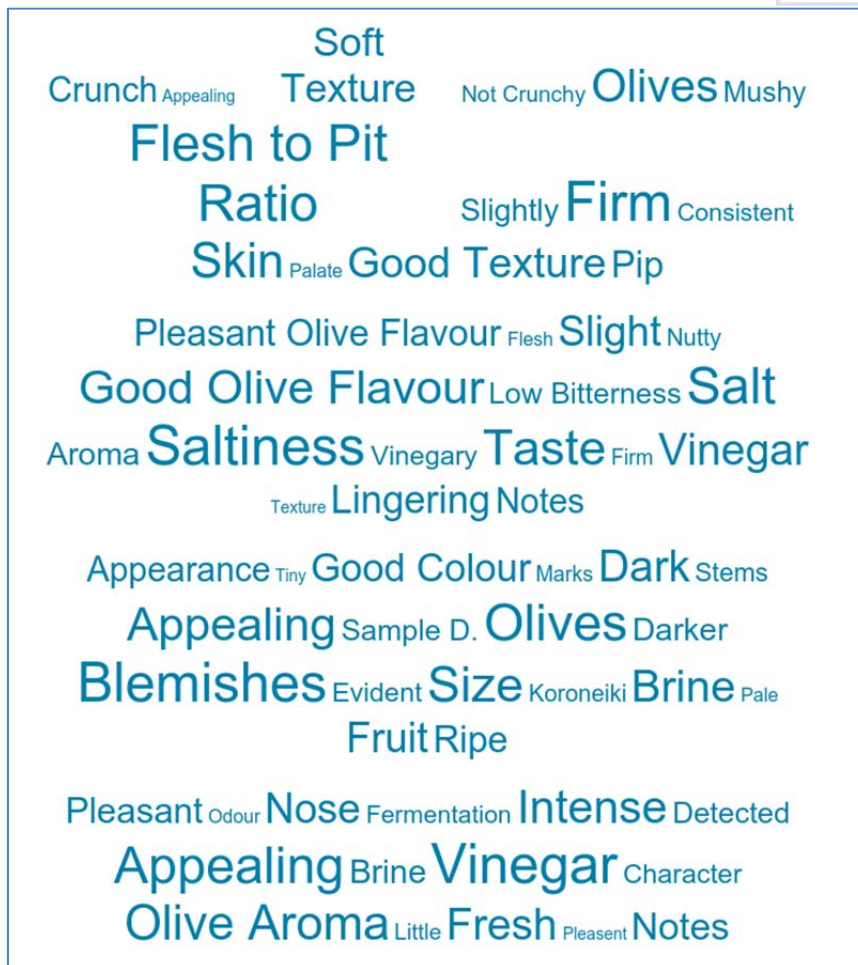 Soft
Crunch Appealing Texture Not Crunchy Olives Mushy
Flesh to Pit
Ratio Slightly Firm Consistent
Skin Palate Good Texture Pip
Pleasant Olive Flavour Flesh Slight Nutty
Good Olive Flavour Low Bitterness Salt
Aroma Saltiness Vinegary Taste Firm Vinegar
Texture Lingering Notes
Appearance Tiny Good Colour Marks Dark Stems
Appealing Sample D. Olives Darker
Blemishes Evident Size Koroneiki Brine Pale
Fruit Ripe
Pleasant Odour Nose Fermentation Intense Detected
Appealing Brine Vinegar Character
Olive Aroma Little Fresh Pleasent Notes